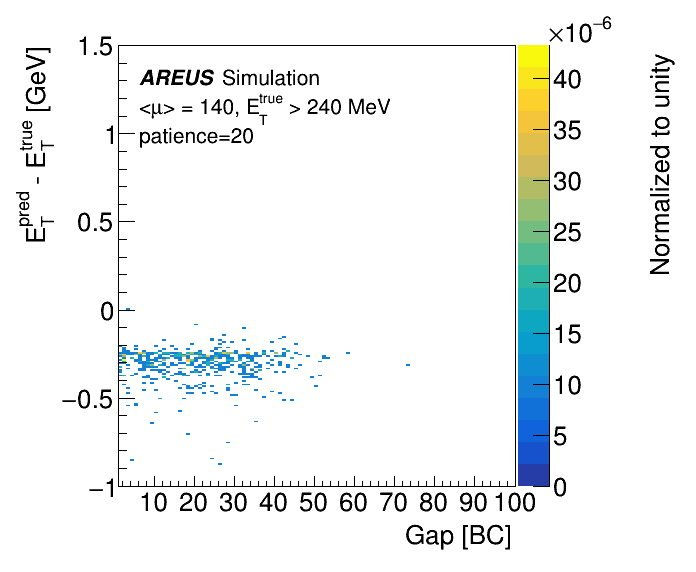 ×10⁻⁶
E_T^pred - E_T^true [GeV]
1.5
1
0.5
0
−0.5
−1
AREUS Simulation
<μ> = 140, E_T^true > 240 MeV
patience=20
10 20 30 40 50 60 70 80 90 100
Gap [BC]
40
35
30
25
20
15
10
5
0
Normalized to unity